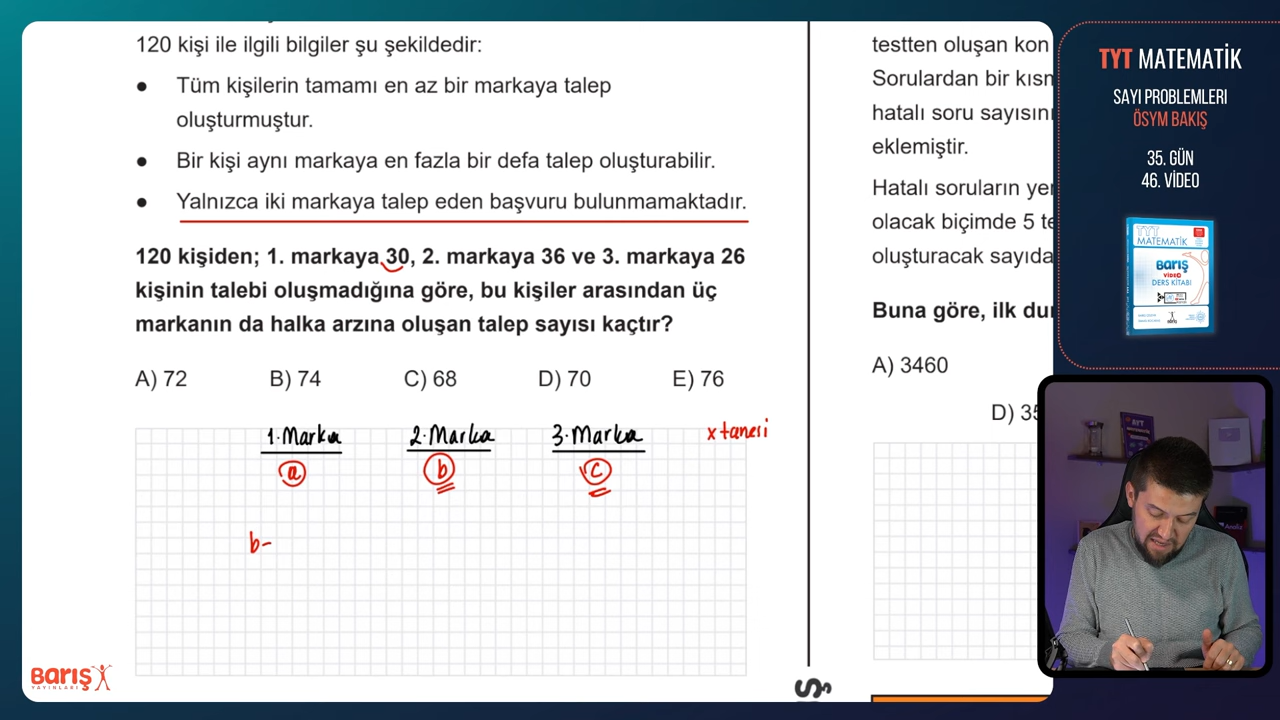 120 kişi ile ilgili bilgiler şu şekildedir:
● Tüm kişilerin tamamı en az bir markaya talep
oluşturmuştur.
● Bir kişi aynı markaya en fazla bir defa talep oluşturabilir.
● Yalnızca iki markaya talep eden başvuru bulunmamaktadır.
120 kişiden; 1. markaya 30, 2. markaya 36 ve 3. markaya 26
kişinin talebi oluşmadığına göre, bu kişiler arasından üç
markanın da halka arzına oluşan talep sayısı kaçtır?
A) 72 B) 74 C) 68 D) 70 E) 76
1. Marka 2. Marka 3. Marka x tanesi
a b c
b-
BARIŞ
YAYINLARI
testten oluşan kon
Sorulardan bir kısm
hatalı soru sayısın
eklemiştir.
Hatalı soruların yer
olacak biçimde 5 te
oluşturacak sayıda
Buna göre, ilk du
A) 3460
D) 35
TYT MATEMATİK
SAYI PROBLEMLERI
ÖSYM BAKIŞ
35. GÜN
46. VİDEO
TYT
MATEMATİK
BARIŞ
VİDEO
DERS KİTABI